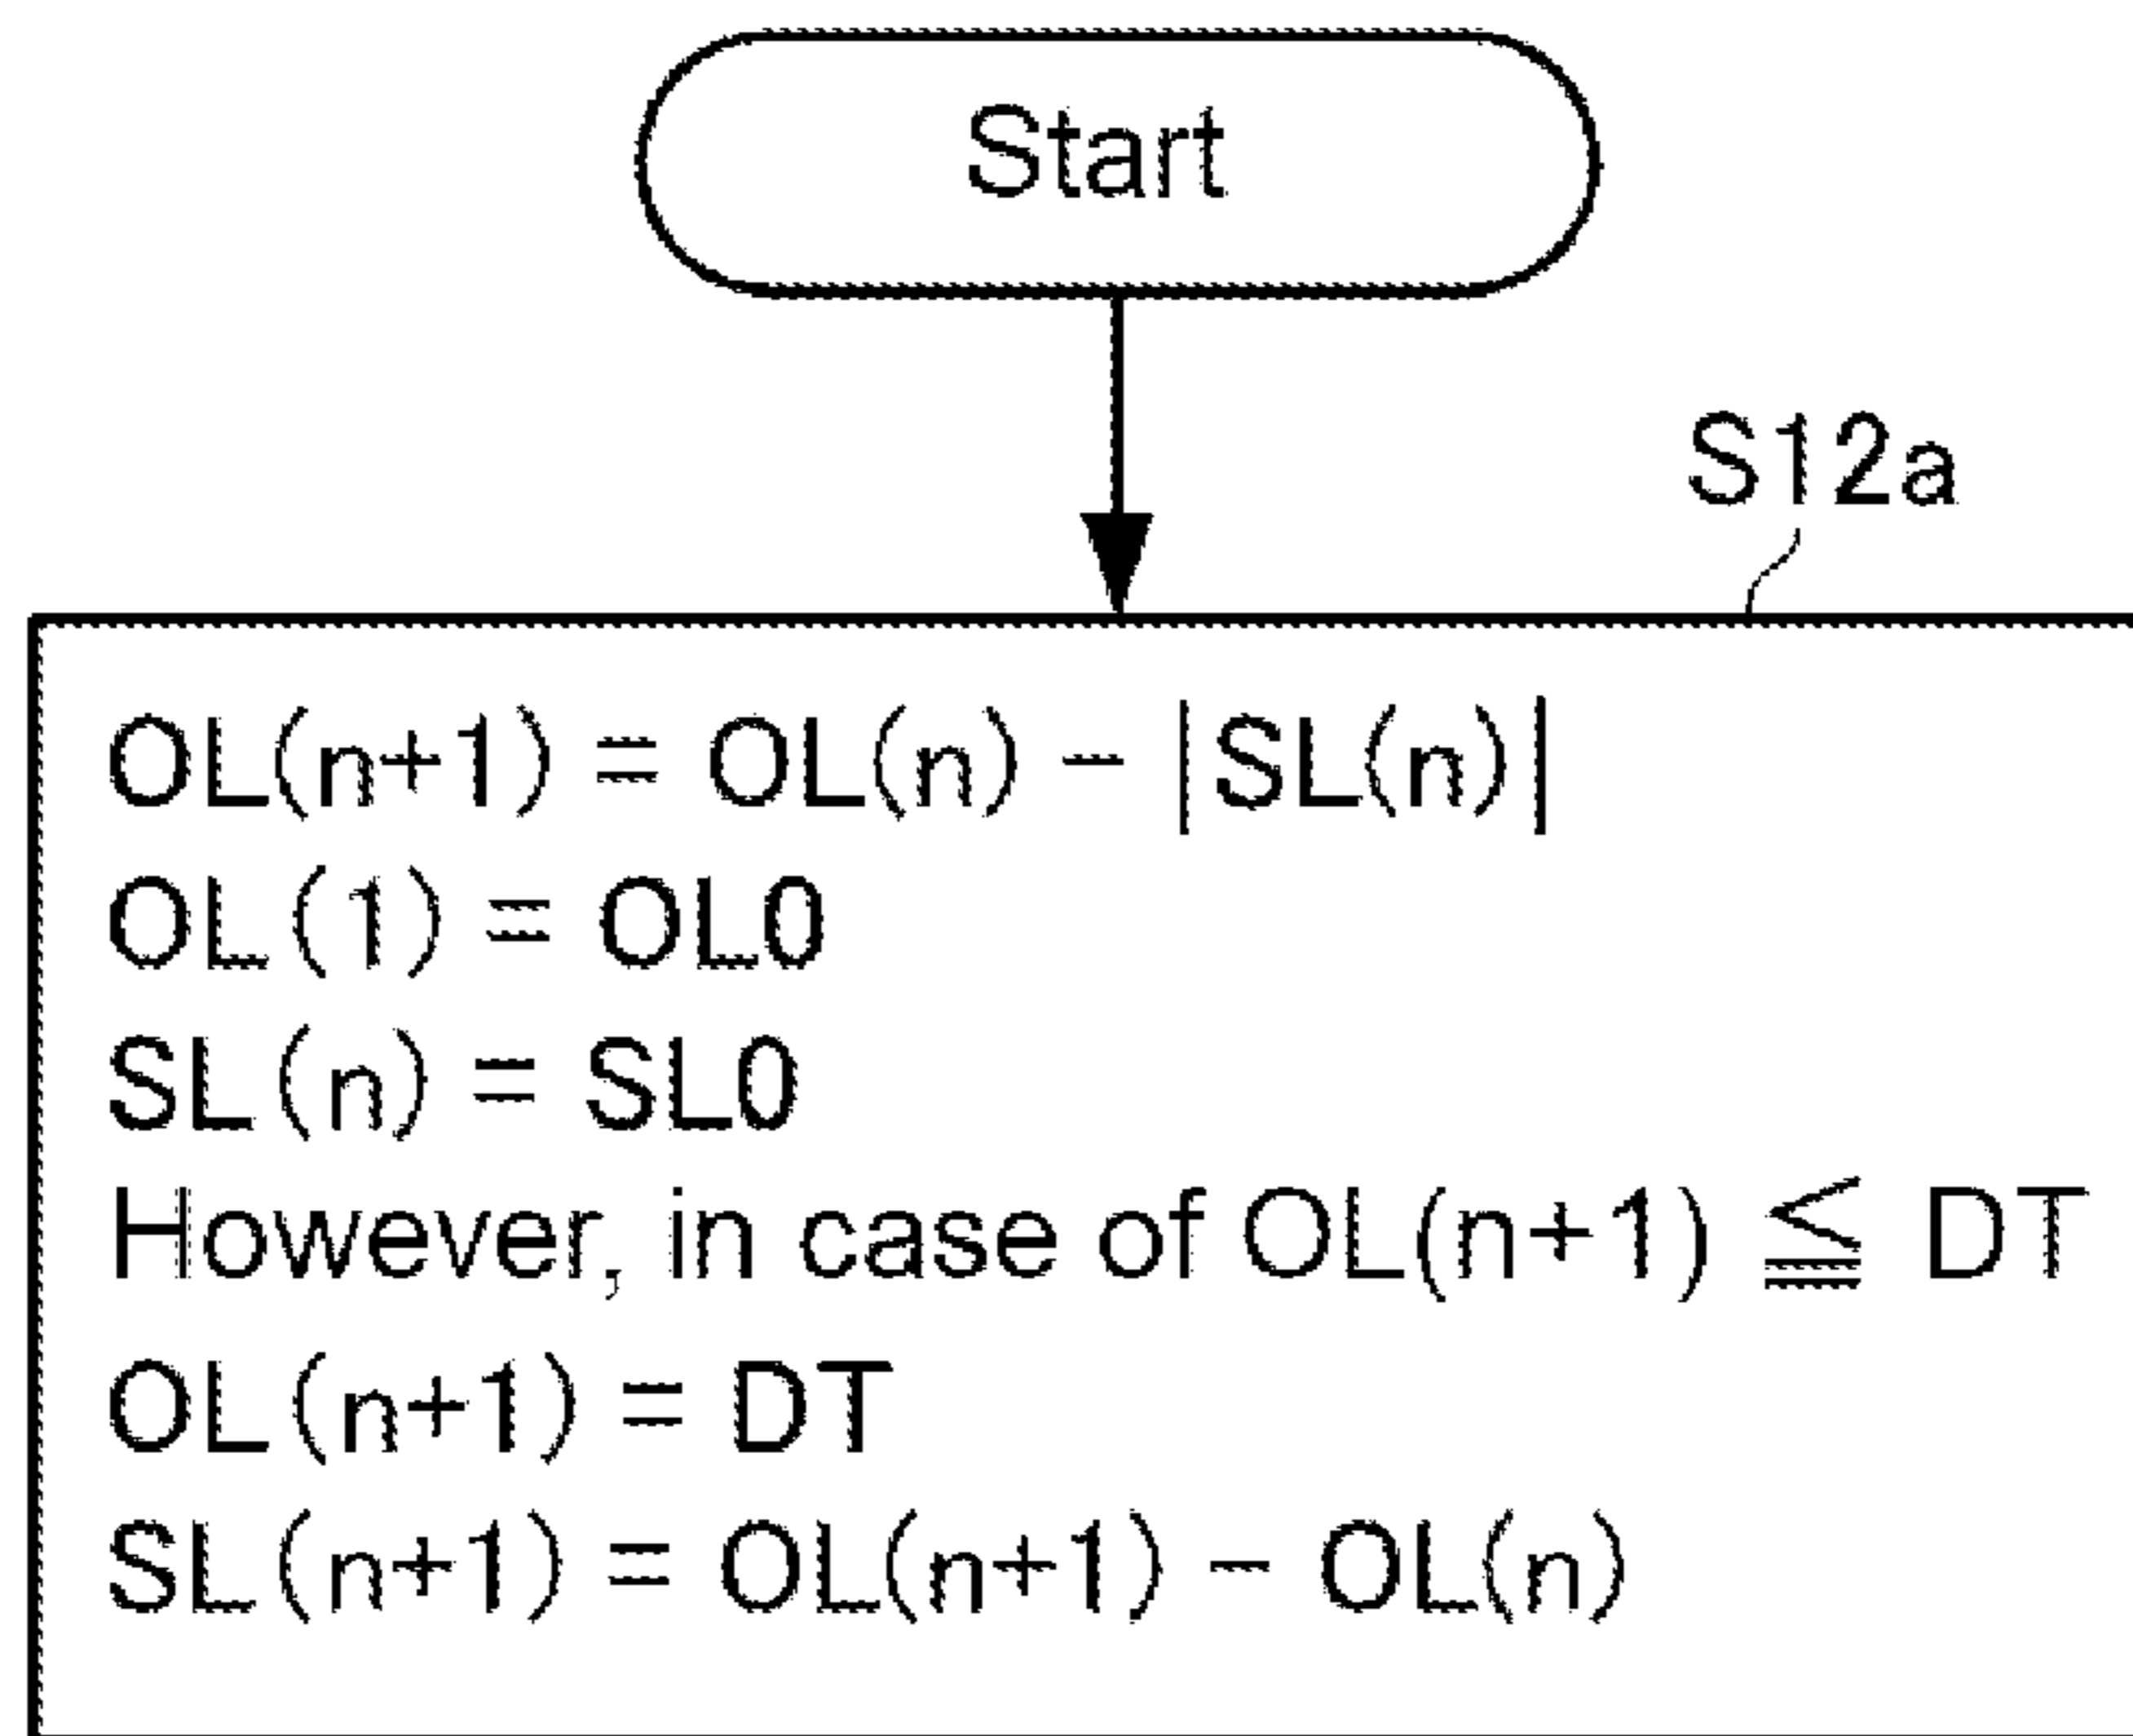 Start
S12a
OL(n+1) = OL(n) - |SL(n)|
OL(1) = OL0
SL(n) = SL0
However, in case of OL(n+1) ≦ DT
OL(n+1) = DT
SL(n+1) = OL(n+1) - OL(n)